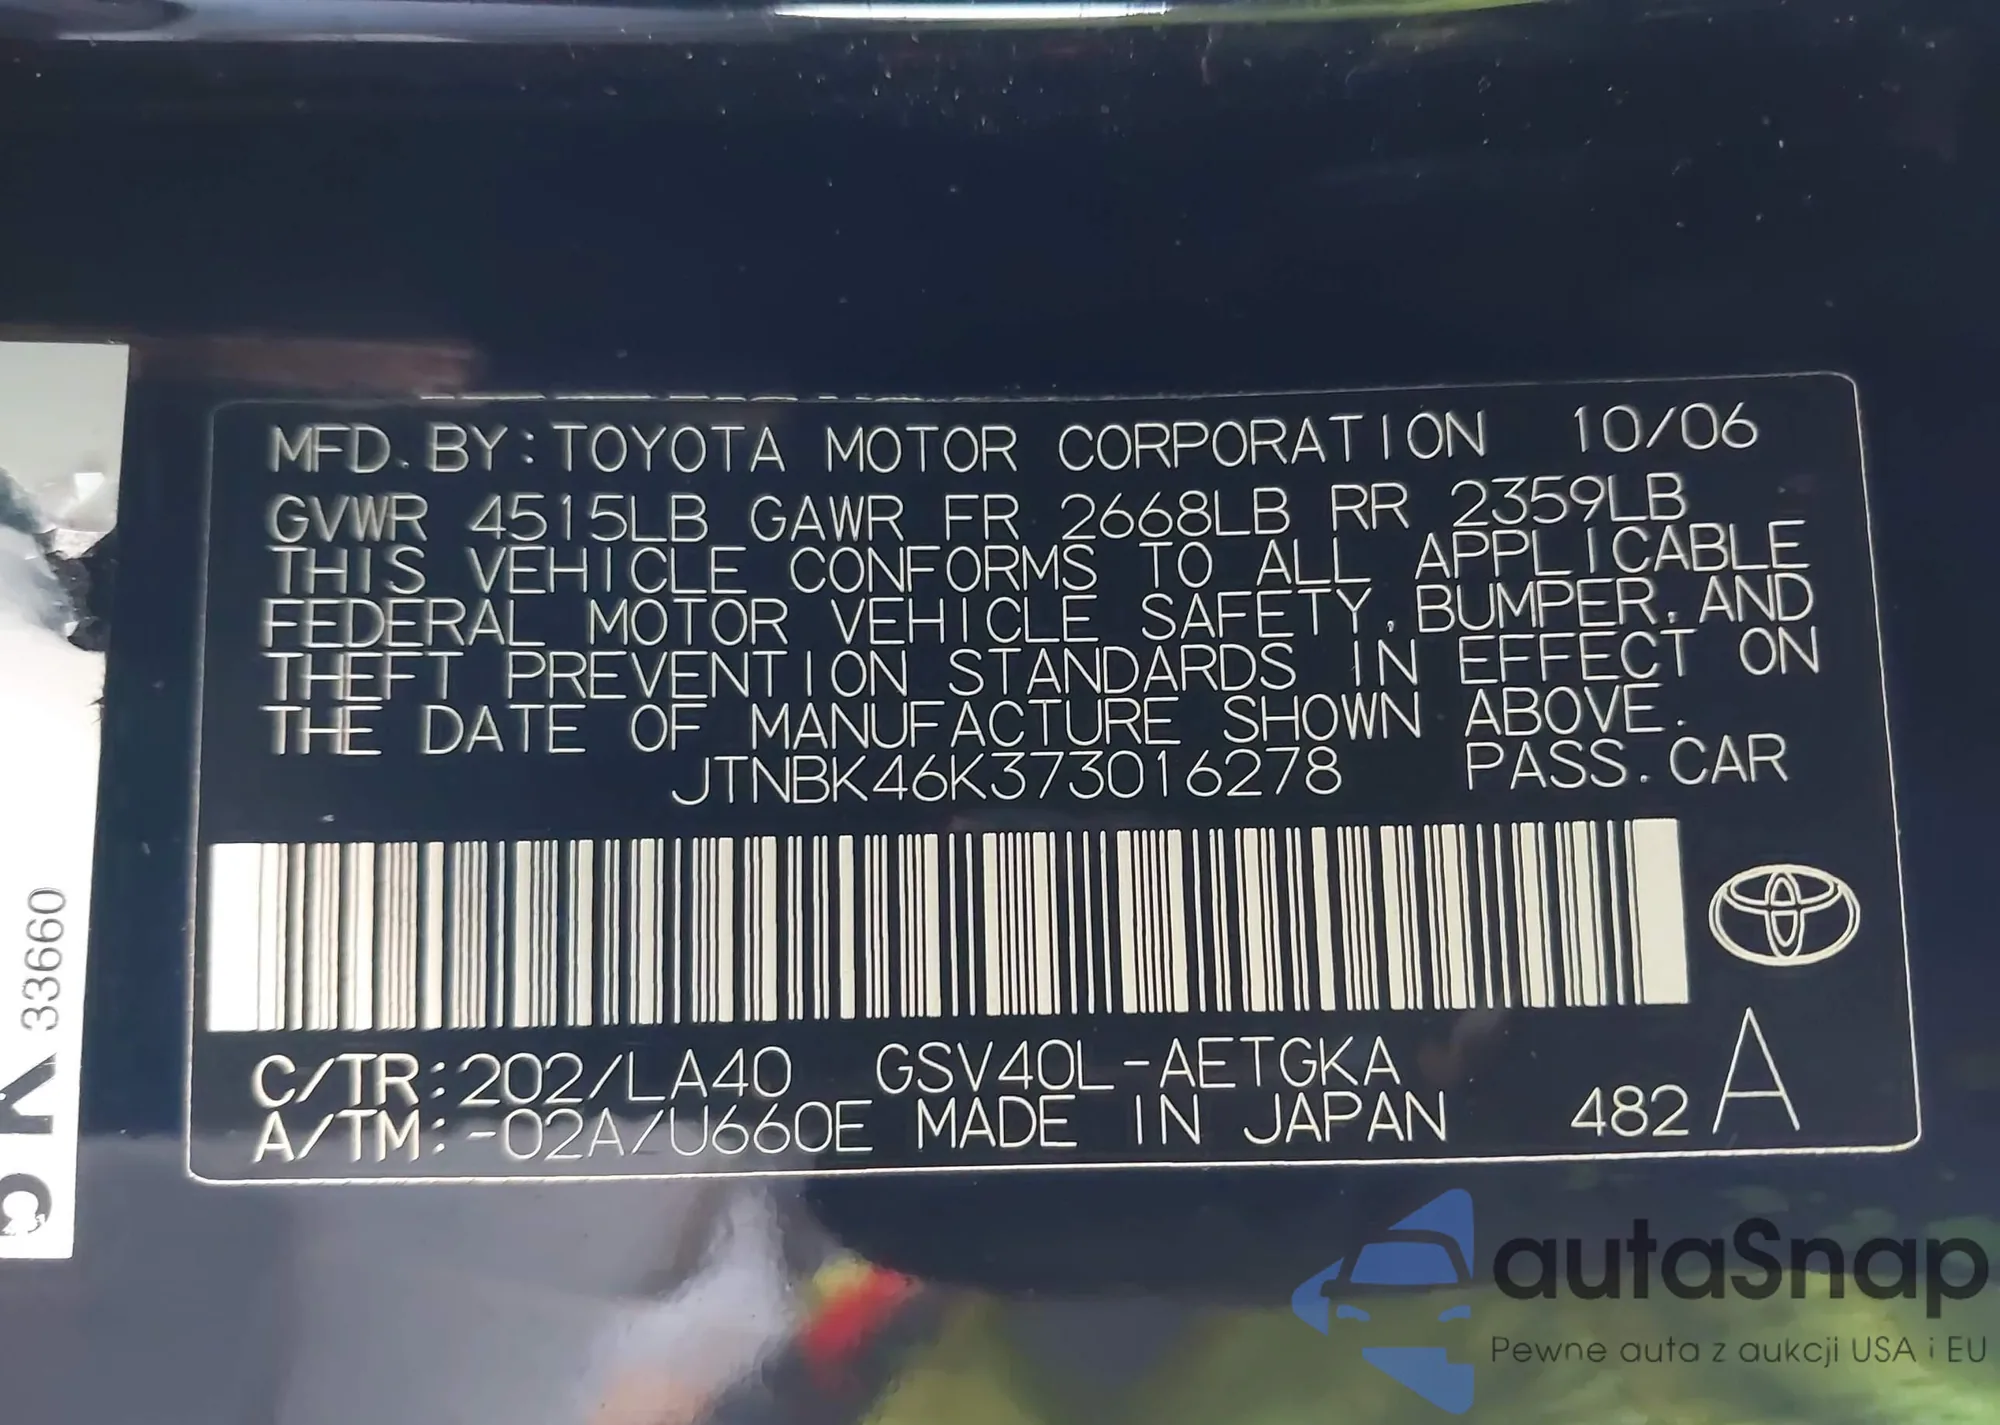 MFD. BY: TOYOTA MOTOR CORPORATION 10/06
GVWR 4515LB GAWR FR 2668LB RR 2359LB
THIS VEHICLE CONFORMS TO ALL APPLICABLE
FEDERAL MOTOR VEHICLE SAFETY, BUMPER, AND
THEFT PREVENTION STANDARDS IN EFFECT ON
THE DATE OF MANUFACTURE SHOWN ABOVE.
JTNBK46K373016278 PASS. CAR
C/TR: 202/LA40 GSV40L-AETGKA
A/TM: -02A/U660E MADE IN JAPAN 482 A
33660
autaSnap
Pewne auta z aukcji USA i EU